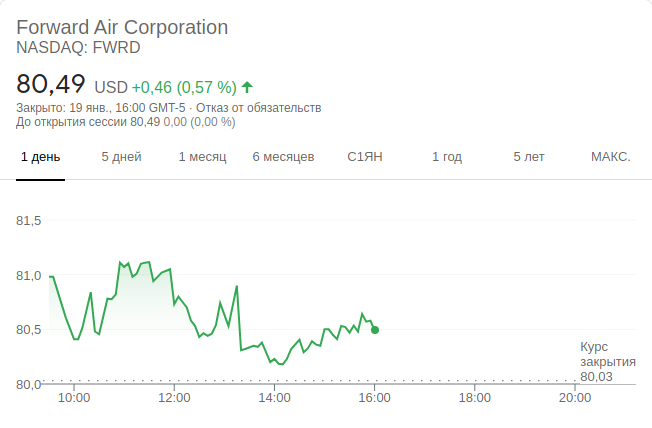 Forward Air Corporation
NASDAQ: FWRD
80,49 USD +0,46 (0,57 %)
Закрыто: 19 янв., 16:00 GMT-5 · Отказ от обязательств
До открытия сессии 80,49 0,00 (0,00 %)
1 день 5 дней 1 месяц 6 месяцев С1ЯН 1 год 5 лет МАКС.
81,5
81,0
80,5
80,0
Курс
закрытия
80,03
10:00 12:00 14:00 16:00 18:00 20:00